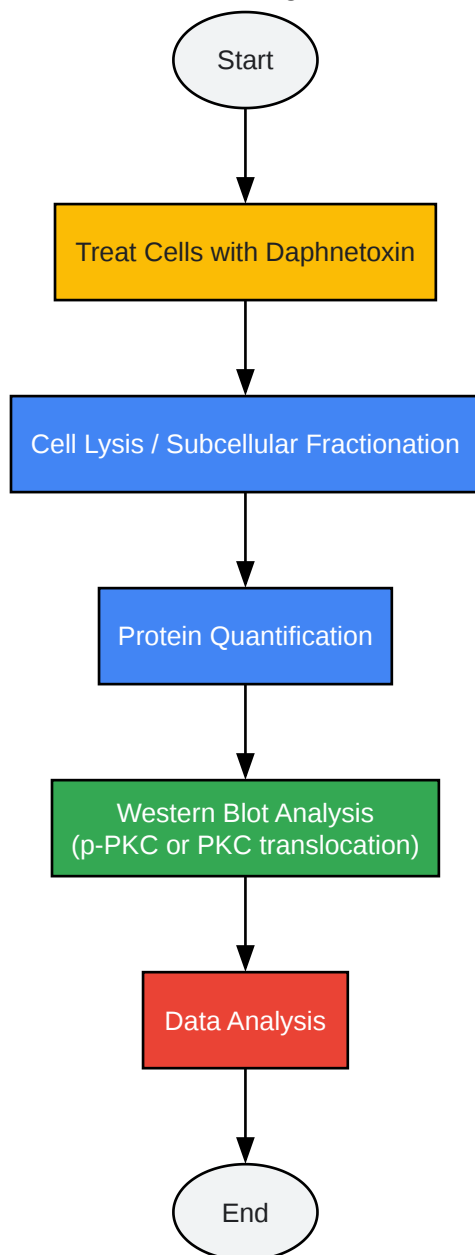 Start
Treat Cells with Daphnetoxin
Cell Lysis / Subcellular Fractionation
Protein Quantification
Western Blot Analysis
(p-PKC or PKC translocation)
Data Analysis
End